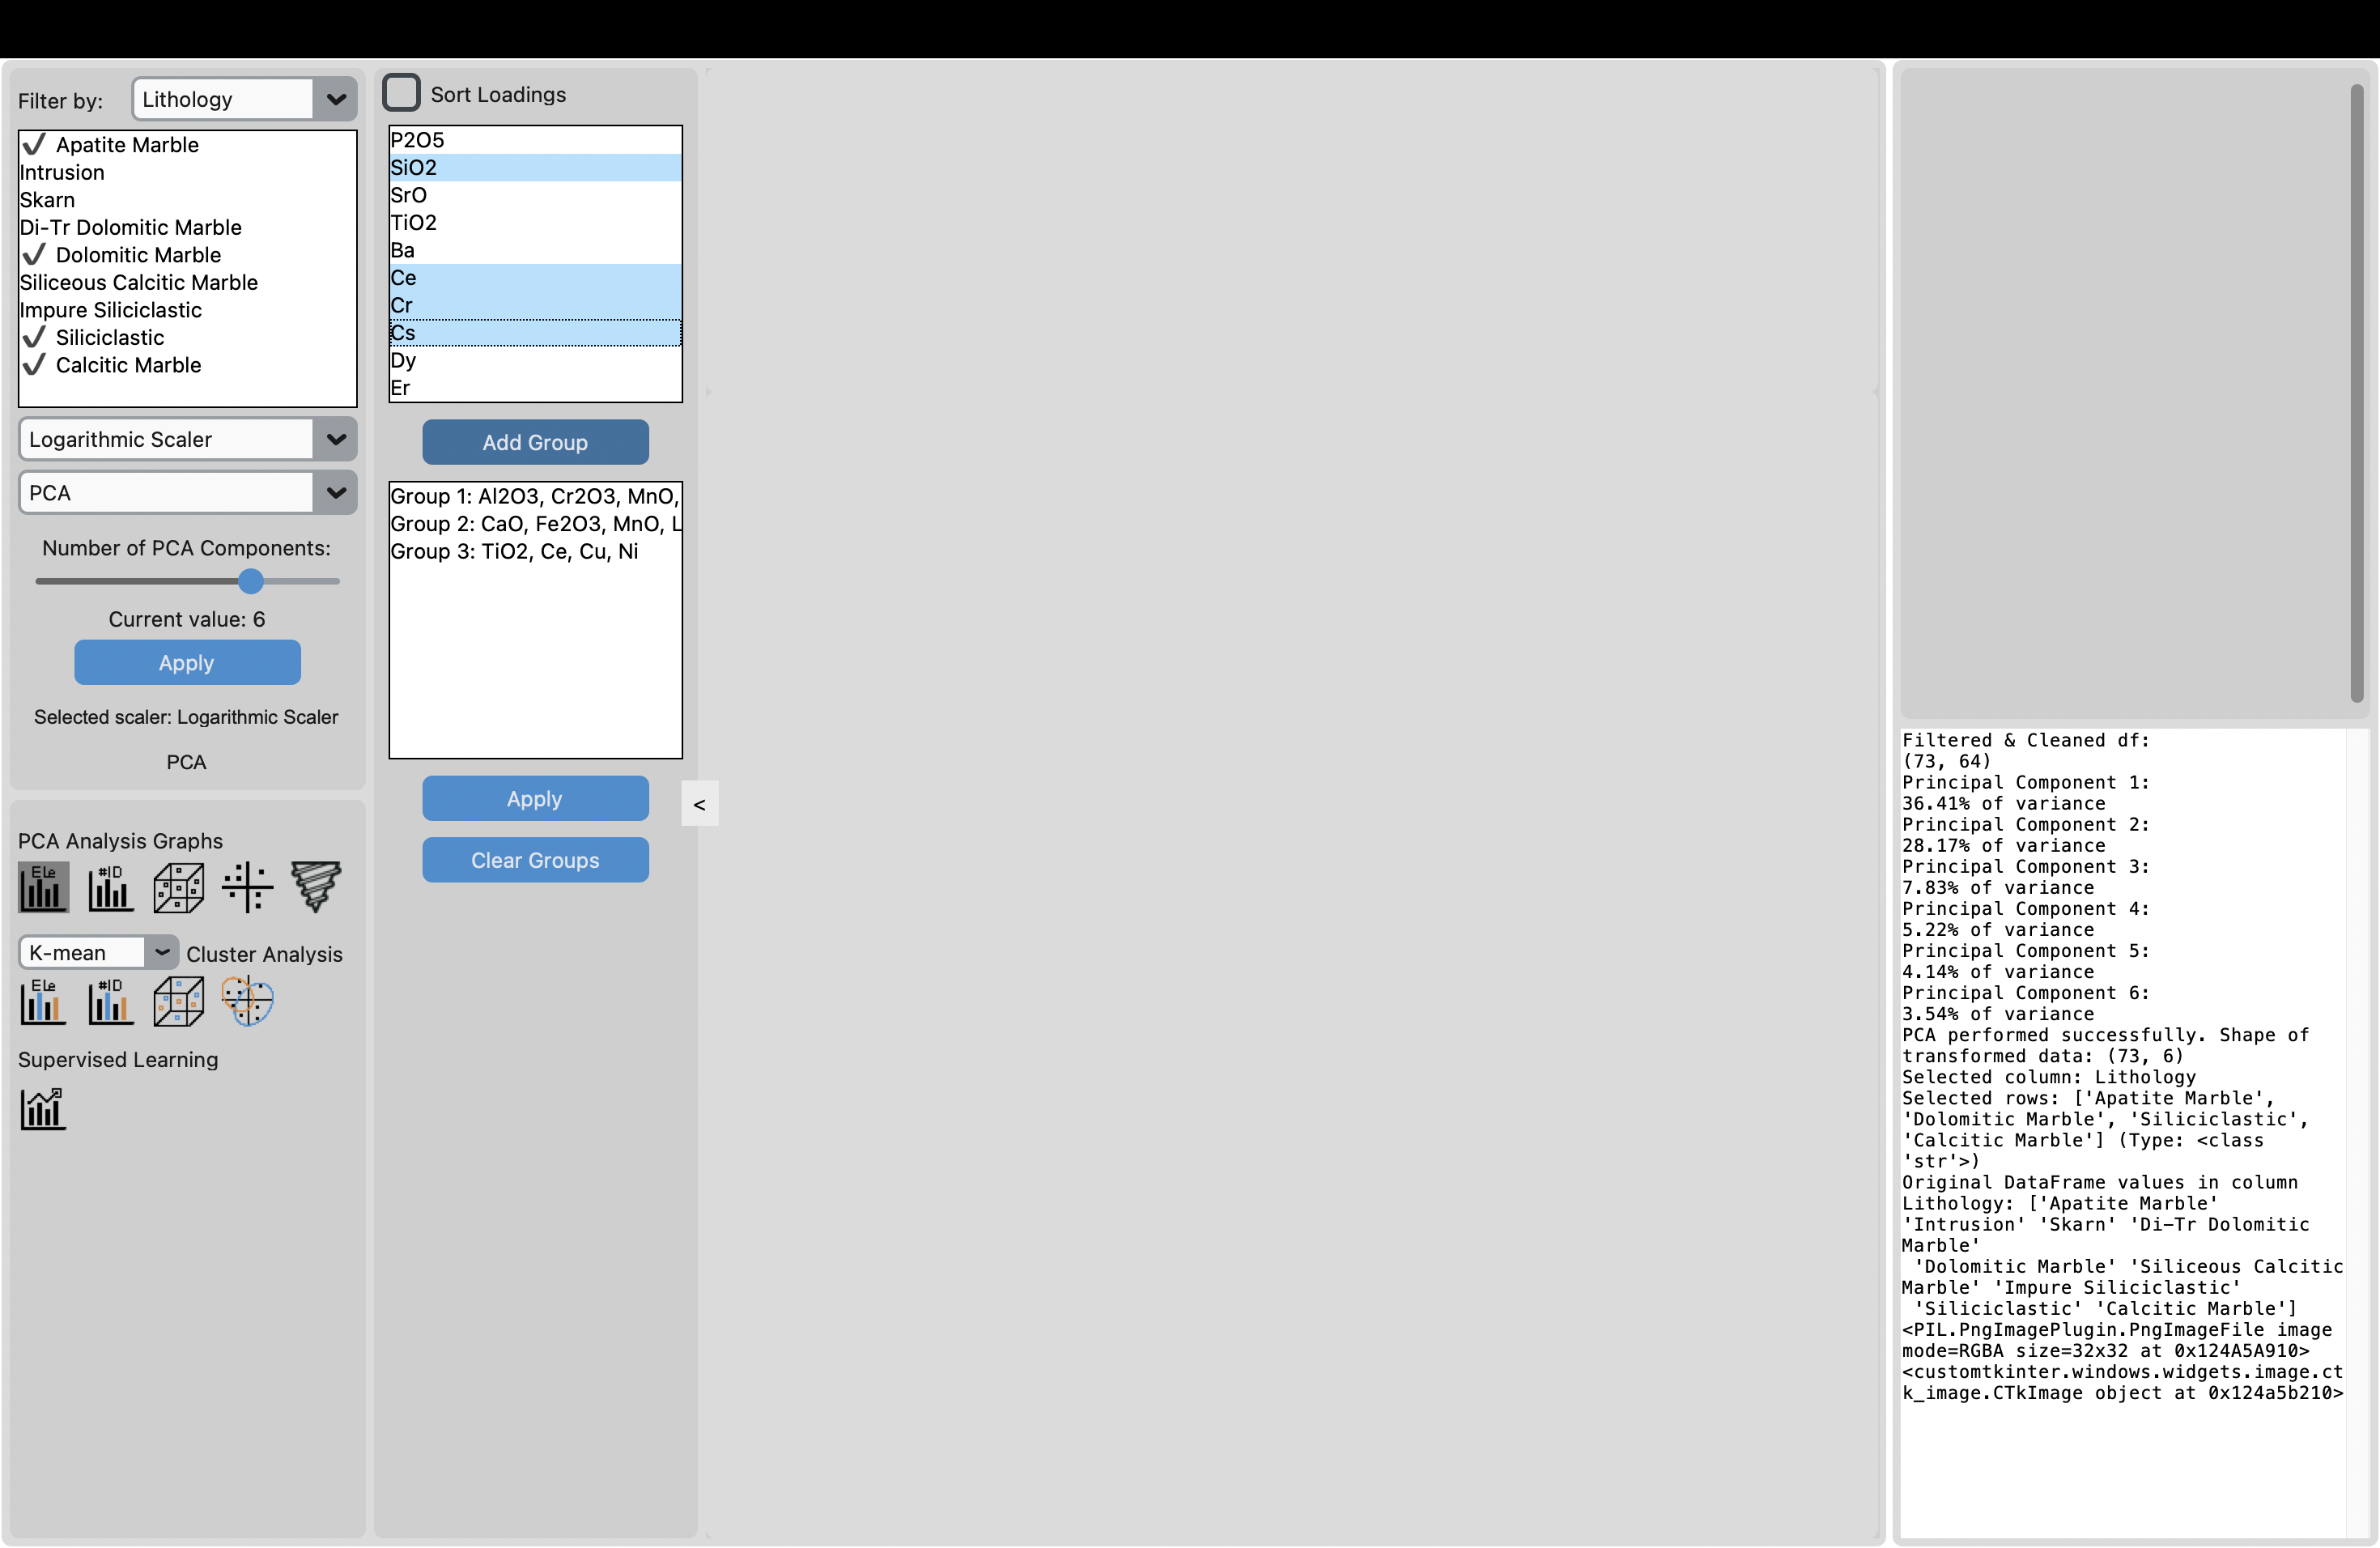 Filter by:
Lithology
✓ Apatite Marble
Intrusion
Skarn
Di-Tr Dolomitic Marble
✓ Dolomitic Marble
Siliceous Calcitic Marble
Impure Siliciclastic
✓ Siliciclastic
✓ Calcitic Marble
Logarithmic Scaler
PCA
Number of PCA Components:
Current value: 6
Apply
Selected scaler: Logarithmic Scaler
PCA
PCA Analysis Graphs
ELe
#ID
K-mean
Cluster Analysis
ELe
#ID
Supervised Learning
Sort Loadings
P2O5
SiO2
SrO
TiO2
Ba
Ce
Cr
Cs
Dy
Er
Add Group
Group 1: Al2O3, Cr2O3, MnO,
Group 2: CaO, Fe2O3, MnO, L
Group 3: TiO2, Ce, Cu, Ni
Apply
<
Clear Groups
Filtered & Cleaned df:
(73, 64)
Principal Component 1:
36.41% of variance
Principal Component 2:
28.17% of variance
Principal Component 3:
7.83% of variance
Principal Component 4:
5.22% of variance
Principal Component 5:
4.14% of variance
Principal Component 6:
3.54% of variance
PCA performed successfully. Shape of
transformed data: (73, 6)
Selected column: Lithology
Selected rows: ['Apatite Marble',
'Dolomitic Marble', 'Siliciclastic',
'Calcitic Marble'] (Type: <class
'str'>)
Original DataFrame values in column
Lithology: ['Apatite Marble'
'Intrusion' 'Skarn' 'Di-Tr Dolomitic
Marble'
'Dolomitic Marble' 'Siliceous Calcitic
Marble' 'Impure Siliciclastic'
'Siliciclastic' 'Calcitic Marble']
<PIL.PngImagePlugin.PngImageFile image
mode=RGBA size=32x32 at 0x124A5A910>
<customtkinter.windows.widgets.image.ct
k_image.CTkImage object at 0x124a5b210>